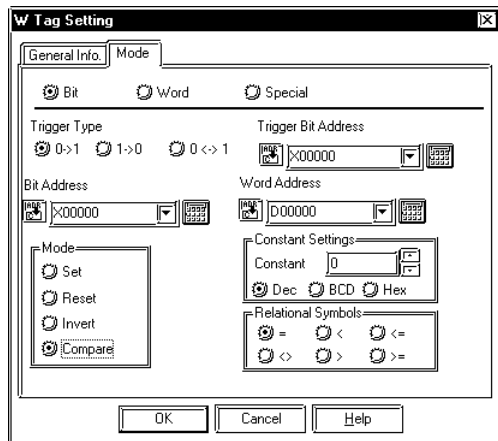 W Tag Setting
General Info. Mode
Bit Word Special
Trigger Type
0->1 1->0 0 <-> 1
Trigger Bit Address
X00000
Bit Address
X00000
Word Address
D00000
Mode
Set
Reset
Invert
Compare
Constant Settings
Constant 0
Dec BCD Hex
Relational Symbols
= < <=
<> > >=
OK Cancel Help